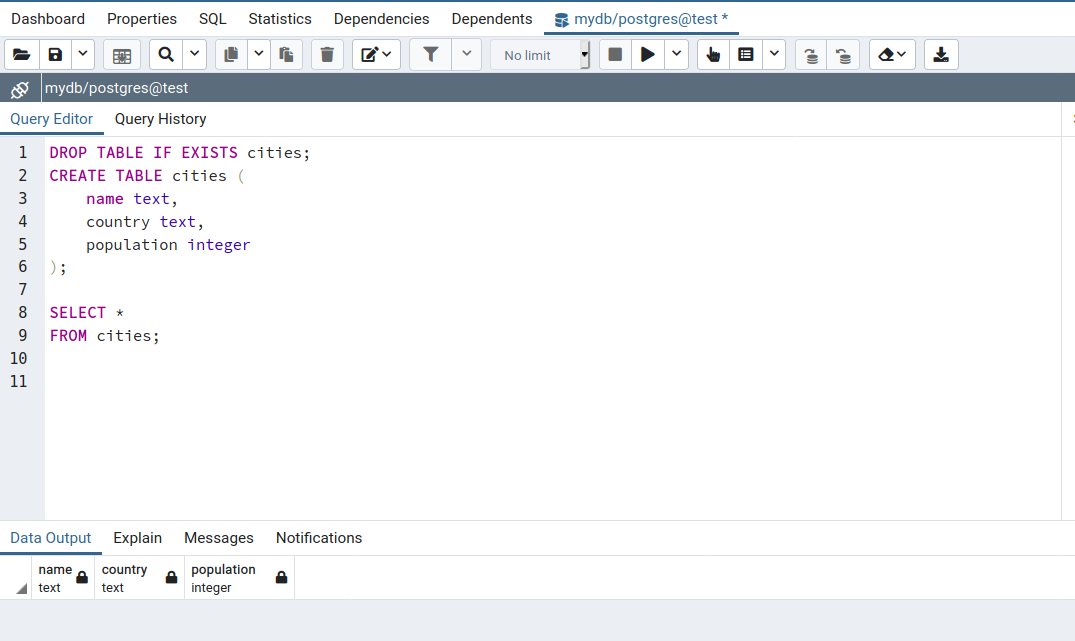 Dashboard Properties SQL Statistics Dependencies Dependents mydb/postgres@test *
No limit
mydb/postgres@test
Query Editor Query History
1 DROP TABLE IF EXISTS cities;
2 CREATE TABLE cities (
3 name text,
4 country text,
5 population integer
6 );
7
8 SELECT *
9 FROM cities;
10
11
Data Output Explain Messages Notifications
name country population
text text integer